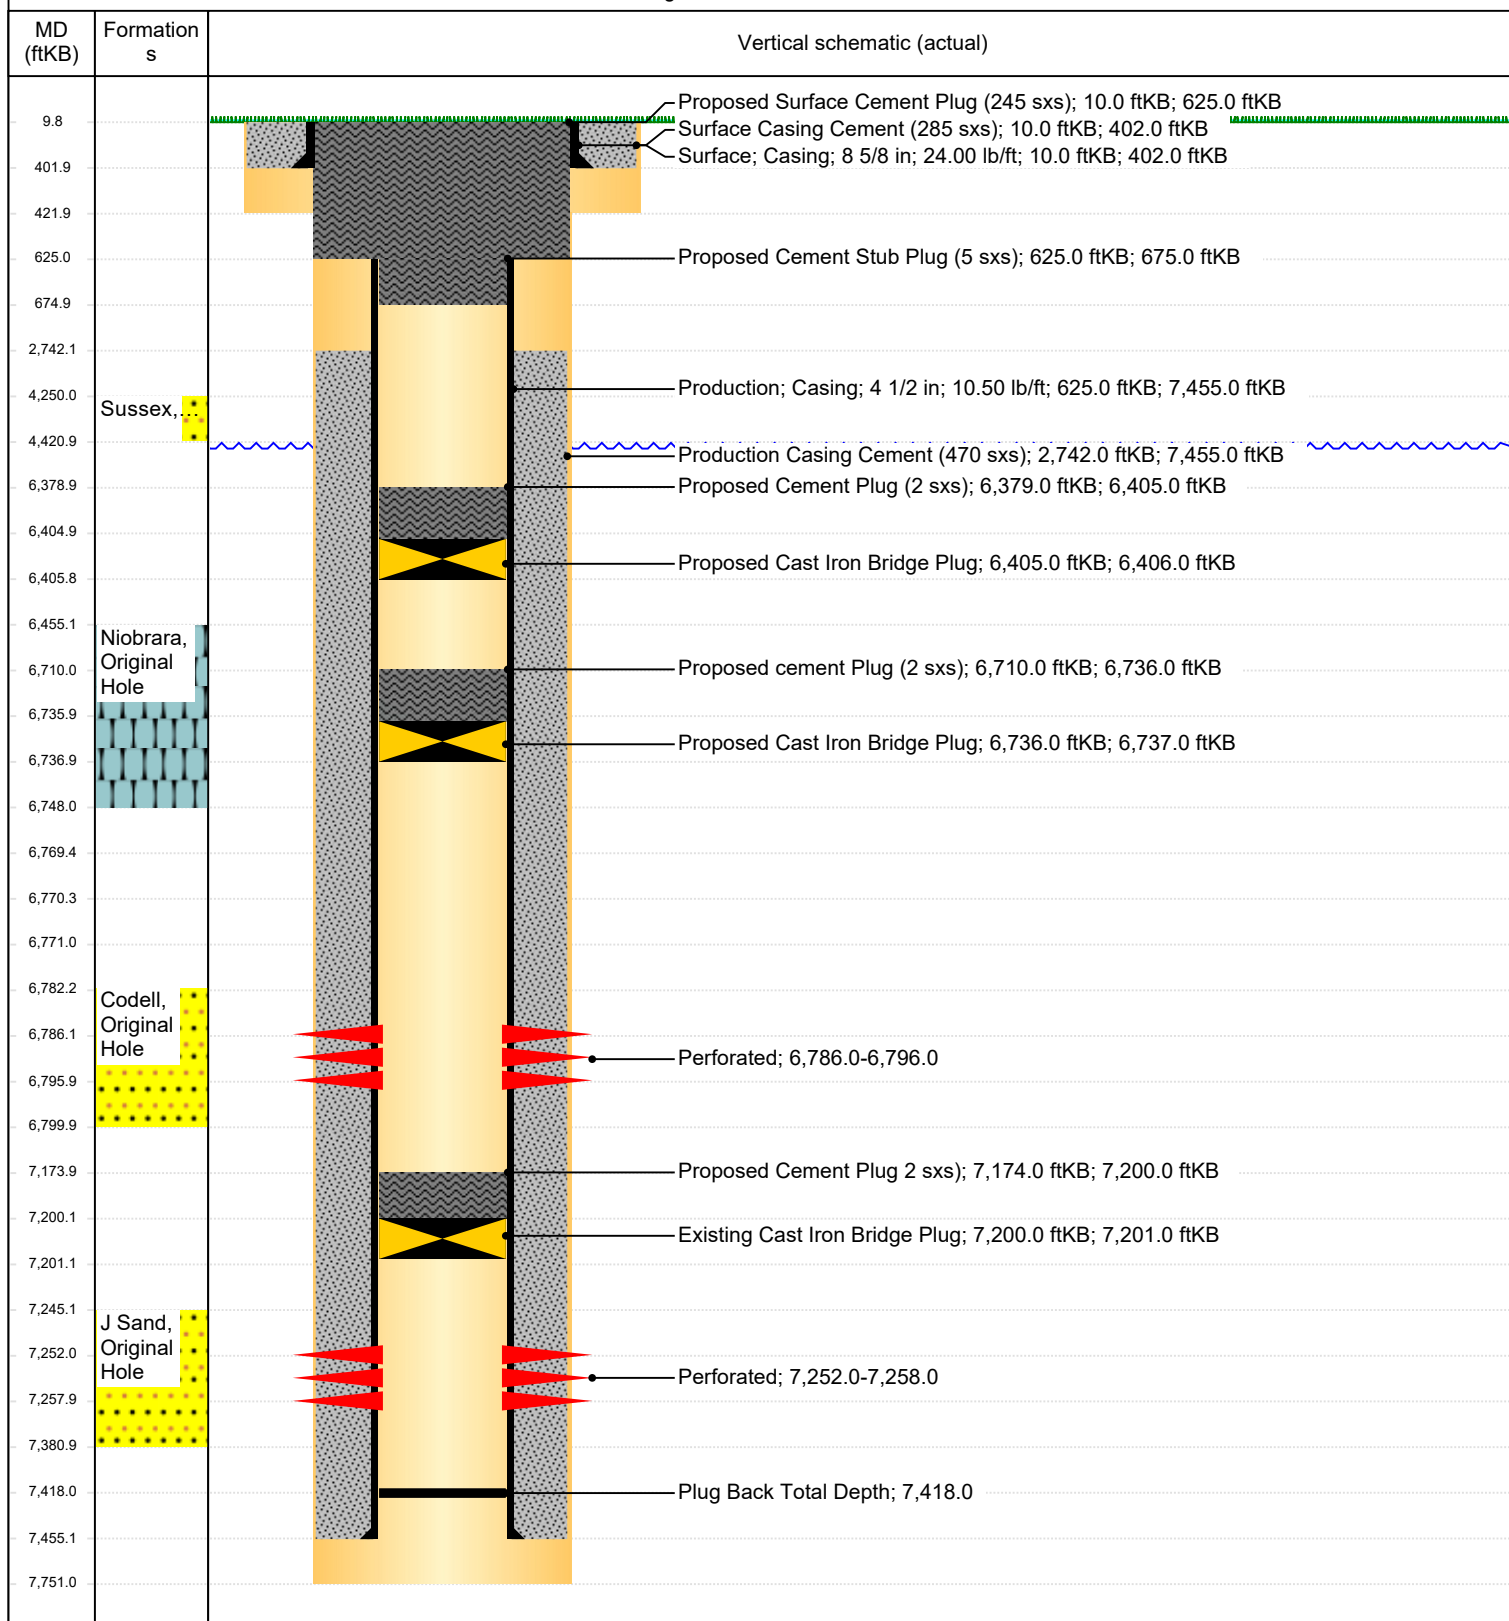 MD
(ftKB)
Formation
s
Vertical schematic (actual)
9.8
401.9
421.9
625.0
674.9
2,742.1
4,250.0
4,420.9
6,378.9
6,404.9
6,405.8
6,455.1
6,710.0
6,735.9
6,736.9
6,748.0
6,769.4
6,770.3
6,771.0
6,782.2
6,786.1
6,795.9
6,799.9
7,173.9
7,200.1
7,201.1
7,245.1
7,252.0
7,257.9
7,380.9
7,418.0
7,455.1
7,751.0
Sussex,...
Niobrara,
Original
Hole
Codell,
Original
Hole
J Sand,
Original
Hole
Proposed Surface Cement Plug (245 sxs); 10.0 ftKB; 625.0 ftKB
Surface Casing Cement (285 sxs); 10.0 ftKB; 402.0 ftKB
Surface; Casing; 8 5/8 in; 24.00 lb/ft; 10.0 ftKB; 402.0 ftKB
Proposed Cement Stub Plug (5 sxs); 625.0 ftKB; 675.0 ftKB
Production; Casing; 4 1/2 in; 10.50 lb/ft; 625.0 ftKB; 7,455.0 ftKB
Production Casing Cement (470 sxs); 2,742.0 ftKB; 7,455.0 ftKB
Proposed Cement Plug (2 sxs); 6,379.0 ftKB; 6,405.0 ftKB
Proposed Cast Iron Bridge Plug; 6,405.0 ftKB; 6,406.0 ftKB
Proposed cement Plug (2 sxs); 6,710.0 ftKB; 6,736.0 ftKB
Proposed Cast Iron Bridge Plug; 6,736.0 ftKB; 6,737.0 ftKB
Perforated; 6,786.0-6,796.0
Proposed Cement Plug 2 sxs); 7,174.0 ftKB; 7,200.0 ftKB
Existing Cast Iron Bridge Plug; 7,200.0 ftKB; 7,201.0 ftKB
Perforated; 7,252.0-7,258.0
Plug Back Total Depth; 7,418.0